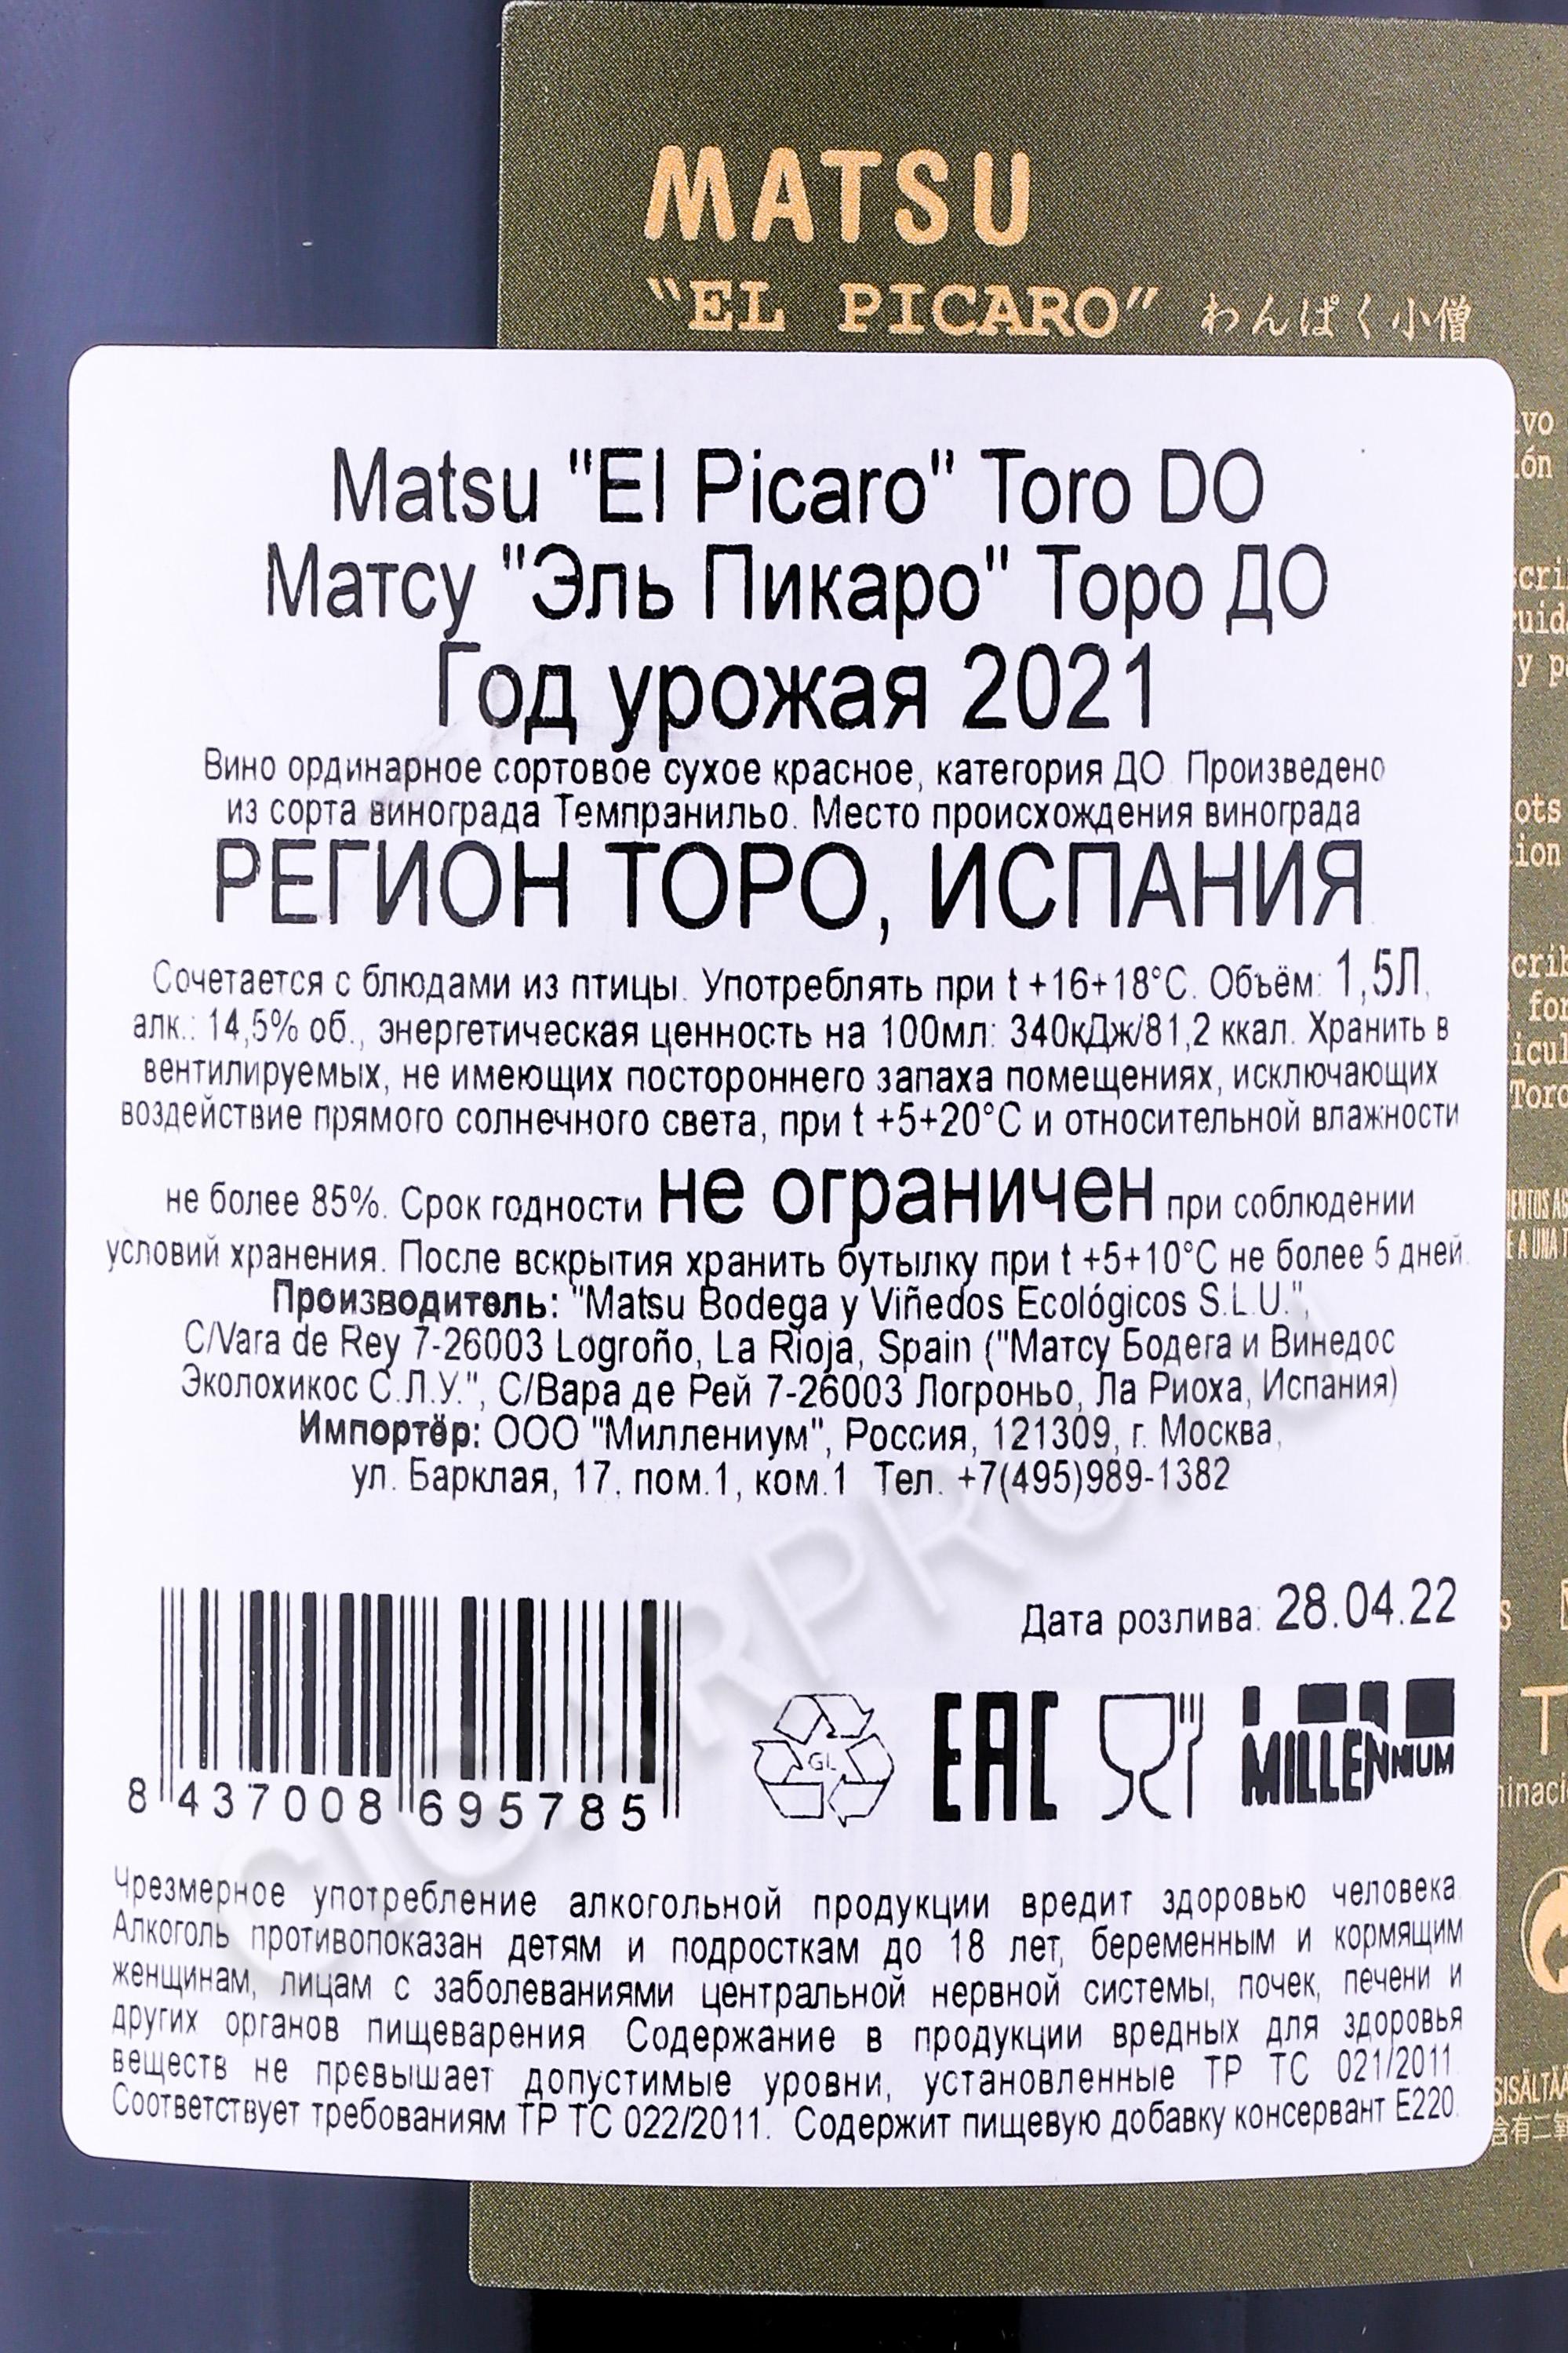 MATSU
"EL PICARO" わんぱく小僧
Matsu "El Picaro" Toro DO
Матсу "Эль Пикаро" Торо ДО
Год урожая 2021
Вино ординарное сортовое сухое красное, категория ДО. Произведено
из сорта винограда Темпранильо. Место происхождения винограда
РЕГИОН ТОРО, ИСПАНИЯ
Сочетается с блюдами из птицы. Употреблять при t +16+18°С. Объём: 1,5Л,
алк.: 14,5% об., энергетическая ценность на 100мл: 340кДж/81,2 ккал. Хранить в
вентилируемых, не имеющих постороннего запаха помещениях, исключающих
воздействие прямого солнечного света, при t +5+20°С и относительной влажности
не более 85%. Срок годности не ограничен при соблюдении
условий хранения. После вскрытия хранить бутылку при t +5+10°С не более 5 дней.
Производитель: "Matsu Bodega y Viñedos Ecológicos S.L.U.",
C/Vara de Rey 7-26003 Logroño, La Rioja, Spain ("Матсу Бодега и Винедос
Эколохикос С.Л.У.", С/Вара де Рей 7-26003 Логроньо, Ла Риоха, Испания)
Импортёр: ООО "Миллениум", Россия, 121309, г. Москва,
ул. Барклая, 17, пом.1, ком.1 Тел. +7(495)989-1382
Дата розлива: 28.04.22
8 437008 695785
GL
EAC
MILLENNIUM
CIGARPRO.RU
Чрезмерное употребление алкогольной продукции вредит здоровью человека.
Алкоголь противопоказан детям и подросткам до 18 лет, беременным и кормящим
женщинам, лицам с заболеваниями центральной нервной системы, почек, печени и
других органов пищеварения. Содержание в продукции вредных для здоровья
веществ не превышает допустимые уровни, установленные ТР ТС 021/2011.
Соответствует требованиям ТР ТС 022/2011. Содержит пищевую добавку консервант Е220.